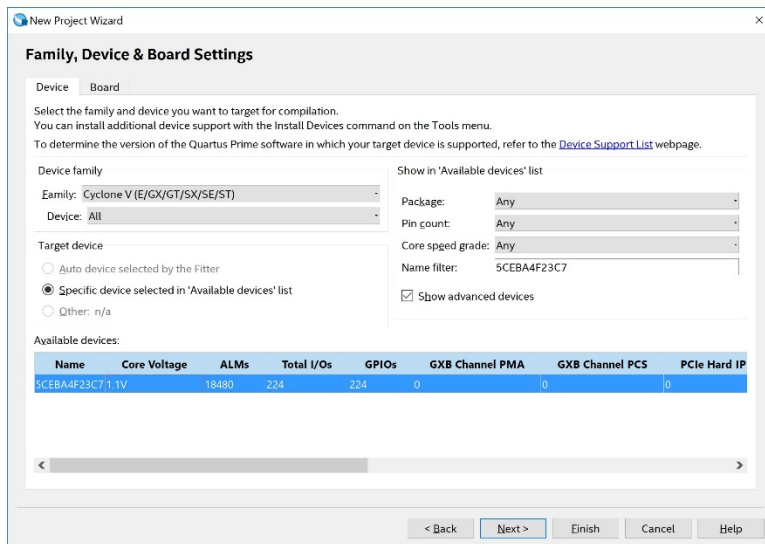 New Project Wizard
Family, Device & Board Settings
Device Board
Select the family and device you want to target for compilation.
You can install additional device support with the Install Devices command on the Tools menu.
To determine the version of the Quartus Prime software in which your target device is supported, refer to the Device Support List webpage.
Device family
Family: Cyclone V (E/GX/GT/SX/SE/ST)
Device: All
Show in 'Available devices' list
Package: Any
Pin count: Any
Core speed grade: Any
Name filter: 5CEBA4F23C7
Show advanced devices
Target device
Auto device selected by the Fitter
Specific device selected in 'Available devices' list
Other: n/a
Available devices:
Name Core Voltage ALMs Total I/Os GPIOs GXB Channel PMA GXB Channel PCS PCIe Hard IP
5CEBA4F23C7 1.1V 18480 224 224 0 0 0
< Back Next > Finish Cancel Help